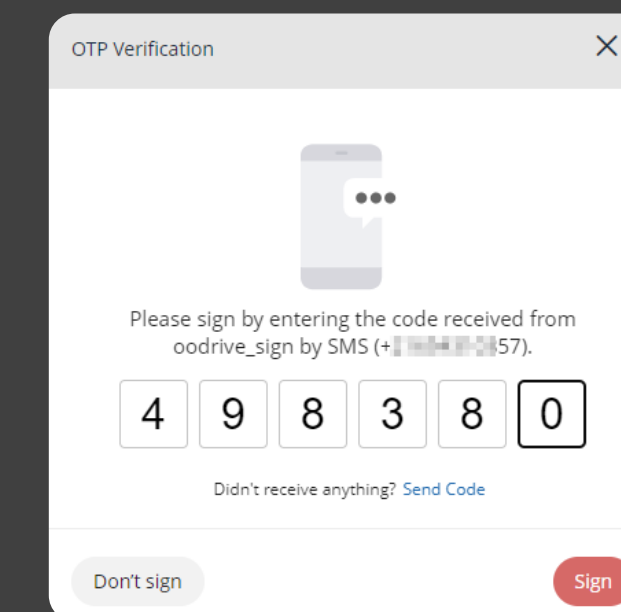 OTP Verification
Please sign by entering the code received from
oodrive_sign by SMS (+57).
4 9 8 3 8 0
Didn't receive anything? Send Code
Don't sign Sign